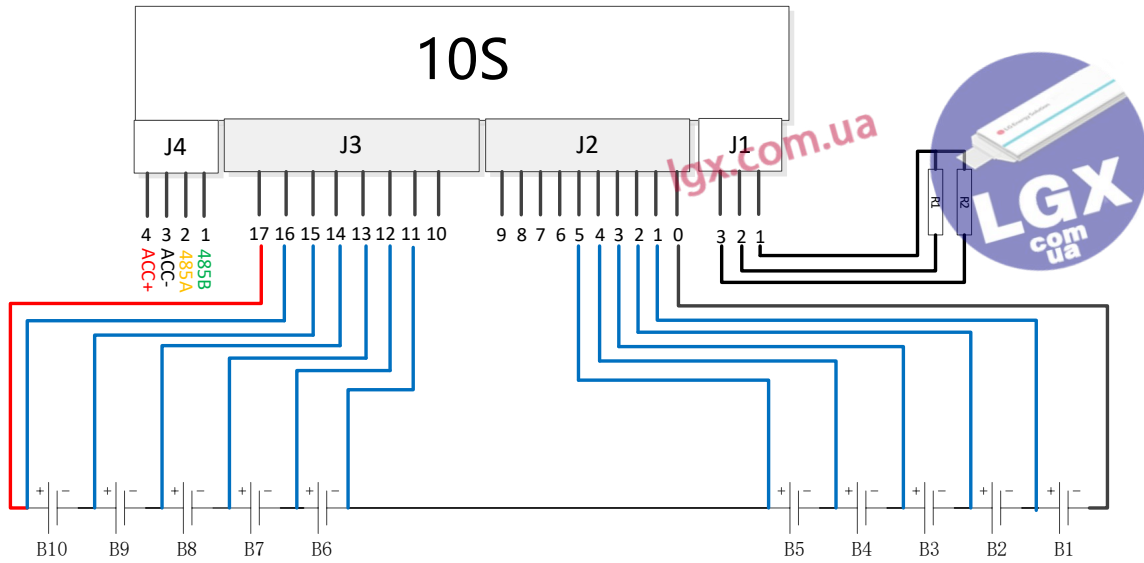 10S
J4 J3 J2 J1
lgx.com.ua
4 3 2 1 17 16 15 14 13 12 11 10 9 8 7 6 5 4 3 2 1 0 3 2 1
ACC+ ACC- 485A 485B
R1 R2
LGX
com
ua
+ − + − + − + − + − + − + − + − + − + −
B10 B9 B8 B7 B6 B5 B4 B3 B2 B1